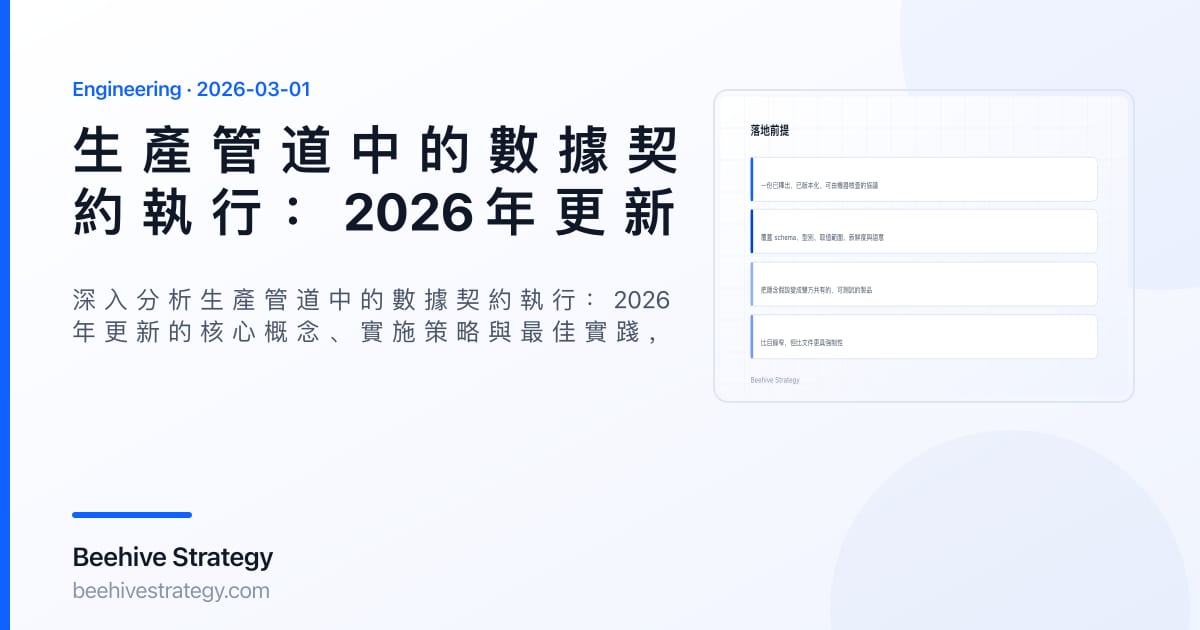 Engineering · 2026-03-01
生產管道中的數據契
約執行：2026年更新
深入分析生產管道中的數據契約執行：2026
年更新的核心概念、實施策略與最佳實踐，
落地前提
一份已釋出、已版本化、可由機器檢查的協議
覆蓋 schema、型別、取值範圍、新鮮度與語意
把隱含假設變成雙方共有的、可測試的製品
比目錄窄，但比文件更具強制性
Beehive Strategy
Beehive Strategy
beehivestrategy.com